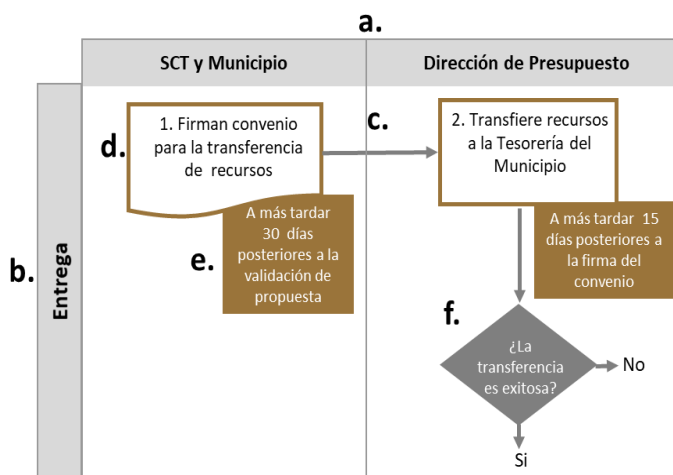 a.
SCT y Municipio
Dirección de Presupuesto
b.
Entrega
d.
1. Firman convenio
para la transferencia
de recursos
c.
2. Transfiere recursos
a la Tesorería del
Municipio
e.
A más tardar
30 días
posteriores a la
validación de
propuesta
A más tardar 15
días posteriores a
la firma del
convenio
f.
¿La
transferencia
es exitosa?
No
Si